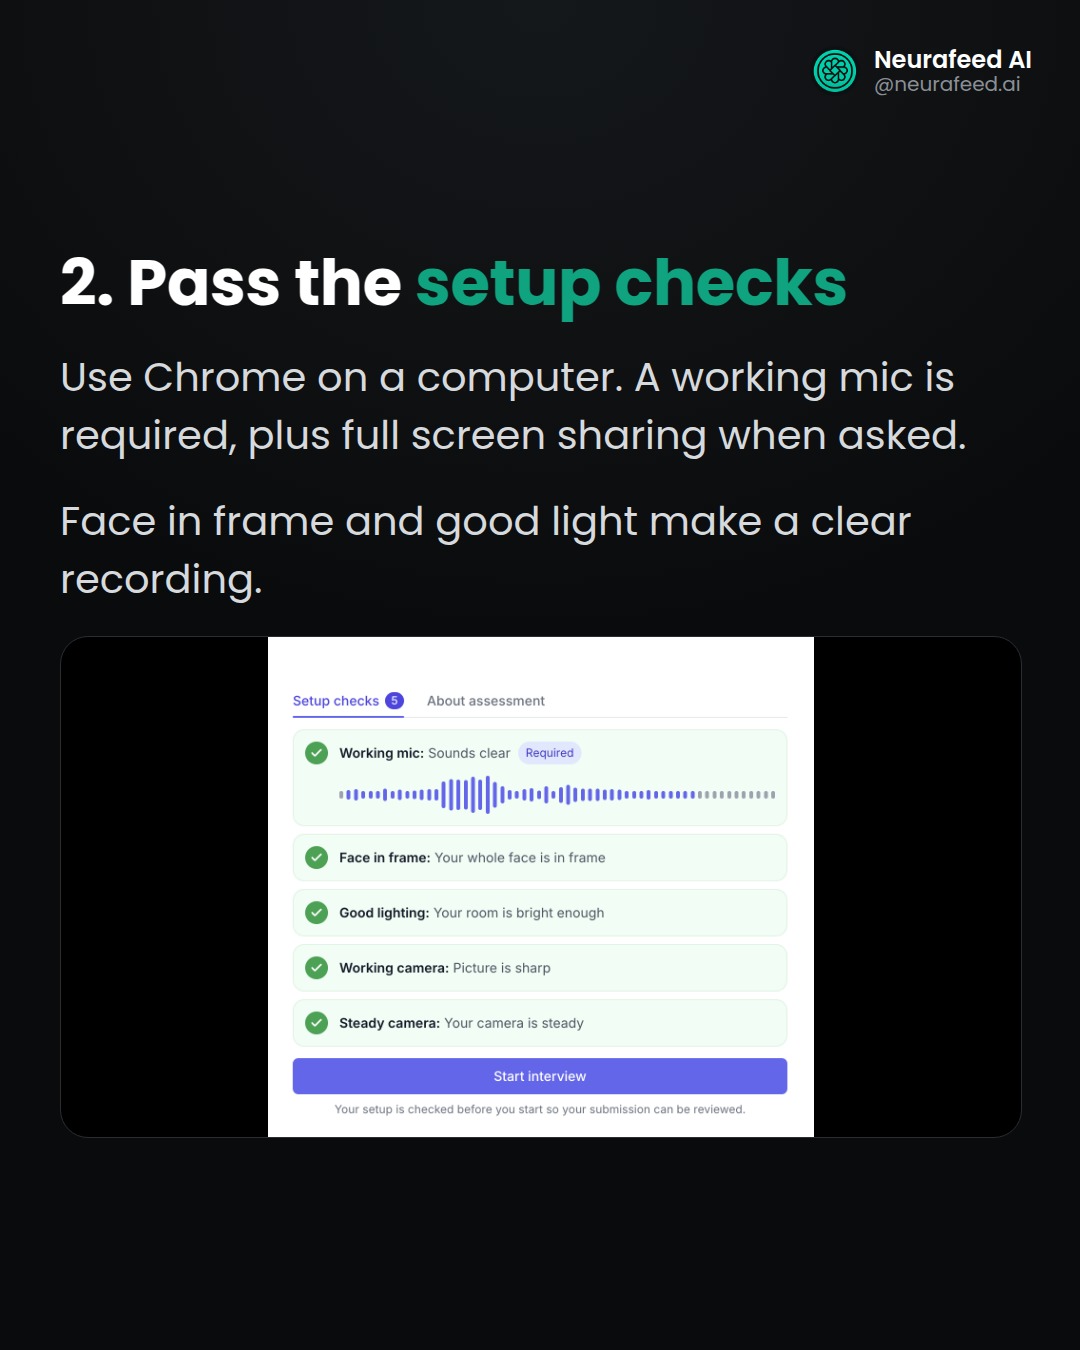 Neurafeed AI
@neurafeed.ai
2. Pass the setup checks
Use Chrome on a computer. A working mic is
required, plus full screen sharing when asked.
Face in frame and good light make a clear
recording.
Setup checks 5 About assessment
Working mic: Sounds clear Required
Face in frame: Your whole face is in frame
Good lighting: Your room is bright enough
Working camera: Picture is sharp
Steady camera: Your camera is steady
Start interview
Your setup is checked before you start so your submission can be reviewed.